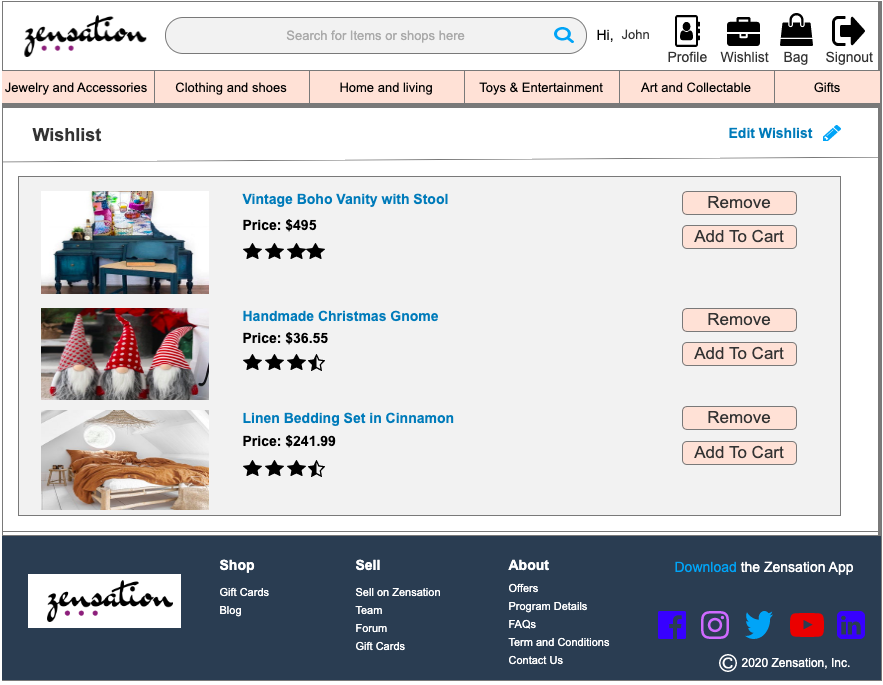 zensation
Search for Items or shops here
Hi, John
Profile Wishlist Bag Signout
Jewelry and Accessories Clothing and shoes Home and living Toys & Entertainment Art and Collectable Gifts
Wishlist
Edit Wishlist
Vintage Boho Vanity with Stool
Price: $495
Remove
Add To Cart
Handmade Christmas Gnome
Price: $36.55
Remove
Add To Cart
Linen Bedding Set in Cinnamon
Price: $241.99
Remove
Add To Cart
zensation
Shop
Gift Cards
Blog
Sell
Sell on Zensation
Team
Forum
Gift Cards
About
Offers
Program Details
FAQs
Term and Conditions
Contact Us
Download the Zensation App
© 2020 Zensation, Inc.